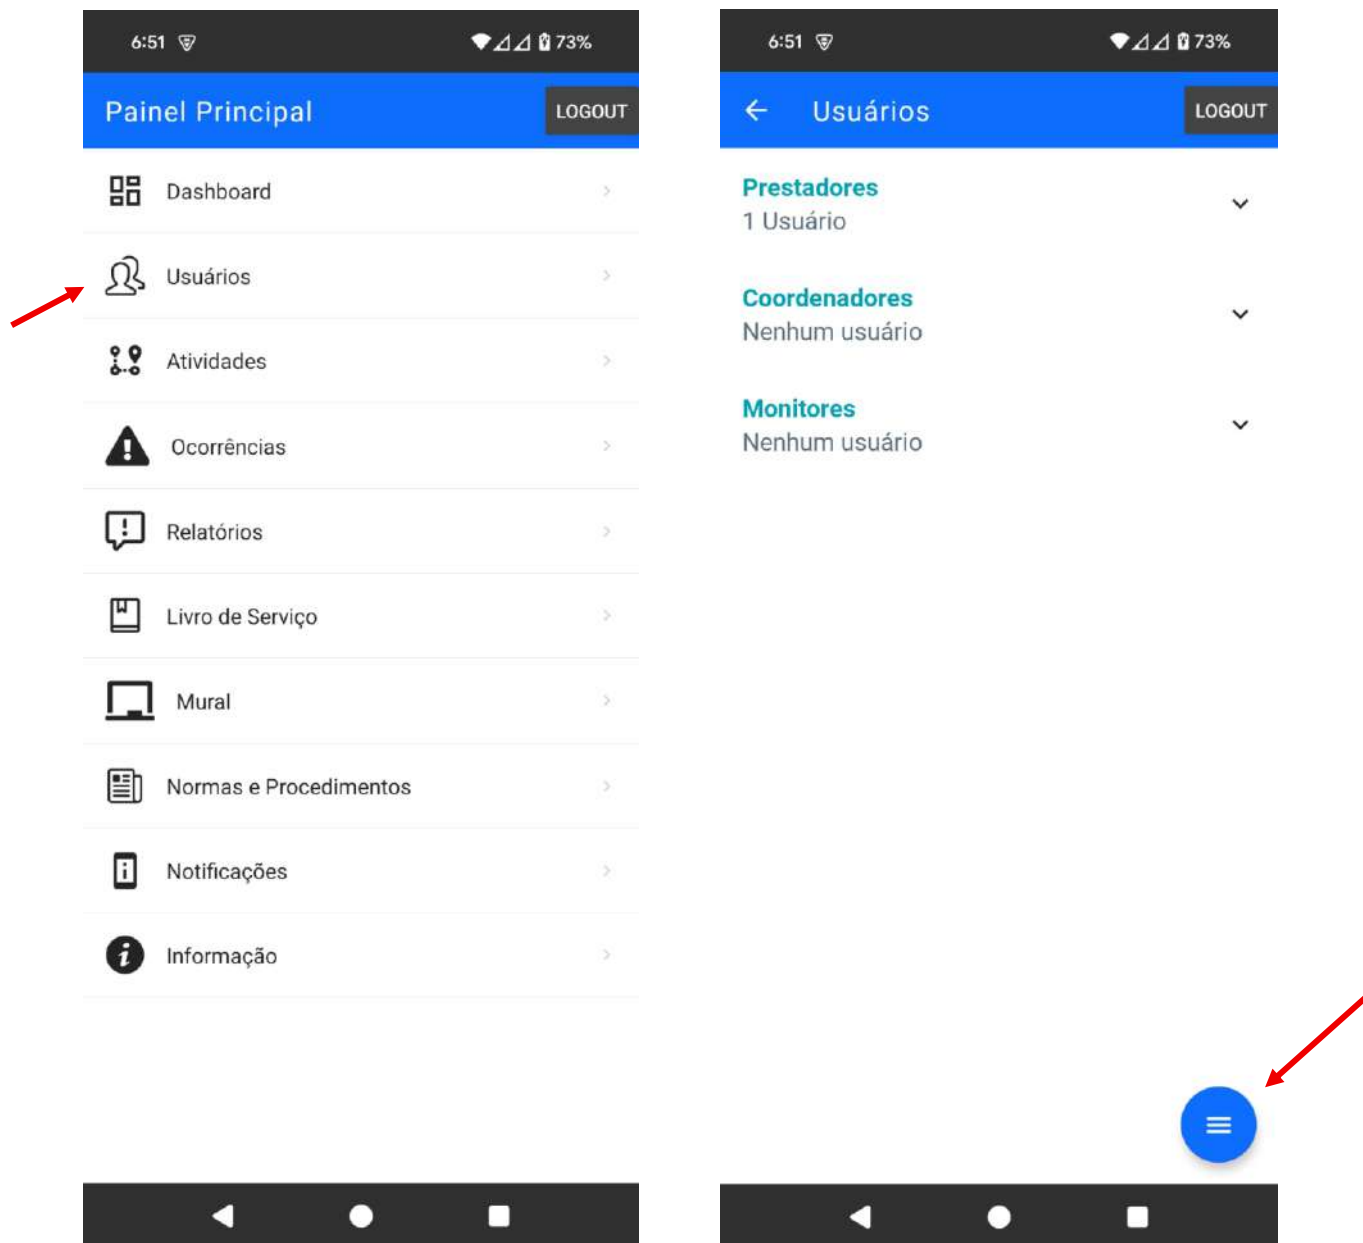 6:51
73%
Painel Principal
LOGOUT
Dashboard
Usuários
Atividades
Ocorrências
Relatórios
Livro de Serviço
Mural
Normas e Procedimentos
Notificações
Informação
6:51
73%
Usuários
LOGOUT
Prestadores
1 Usuário
Coordenadores
Nenhum usuário
Monitores
Nenhum usuário